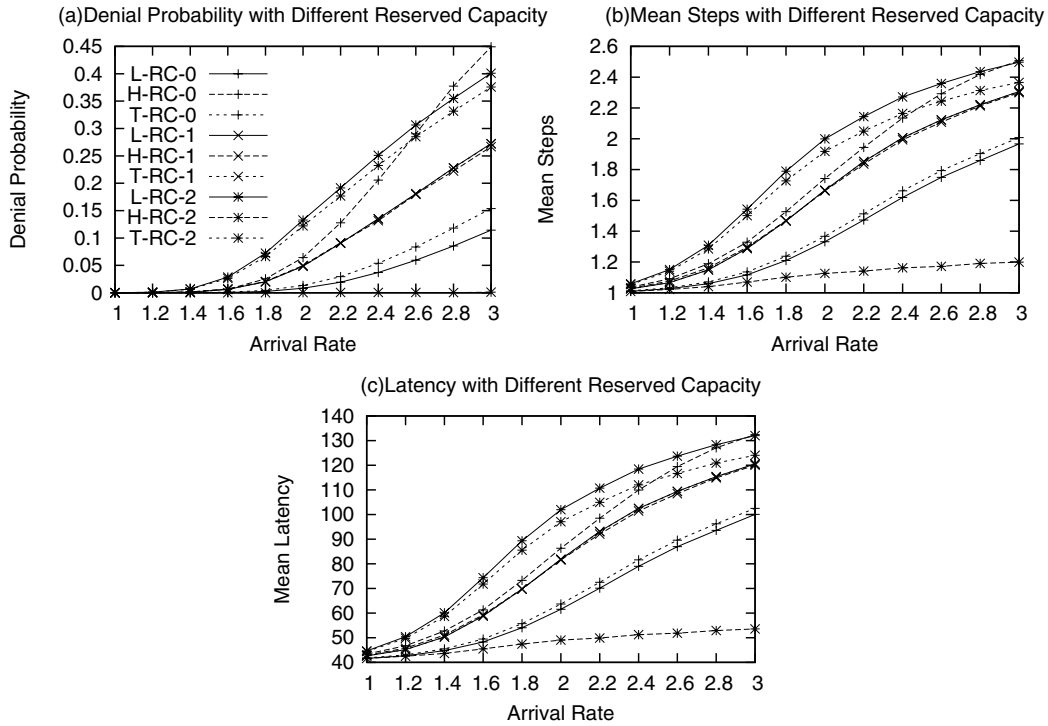 (a)Denial Probability with Different Reserved Capacity
0.45
0.4
0.35
0.3
0.25
0.2
0.15
0.1
0.05
0
Denial Probability
L-RC-0
H-RC-0
T-RC-0
L-RC-1
H-RC-1
T-RC-1
L-RC-2
H-RC-2
T-RC-2
1 1.2 1.4 1.6 1.8 2 2.2 2.4 2.6 2.8 3
Arrival Rate
(b)Mean Steps with Different Reserved Capacity
2.6
2.4
2.2
2
1.8
1.6
1.4
1.2
1
Mean Steps
1 1.2 1.4 1.6 1.8 2 2.2 2.4 2.6 2.8 3
Arrival Rate
(c)Latency with Different Reserved Capacity
140
130
120
110
100
90
80
70
60
50
40
Mean Latency
1 1.2 1.4 1.6 1.8 2 2.2 2.4 2.6 2.8 3
Arrival Rate